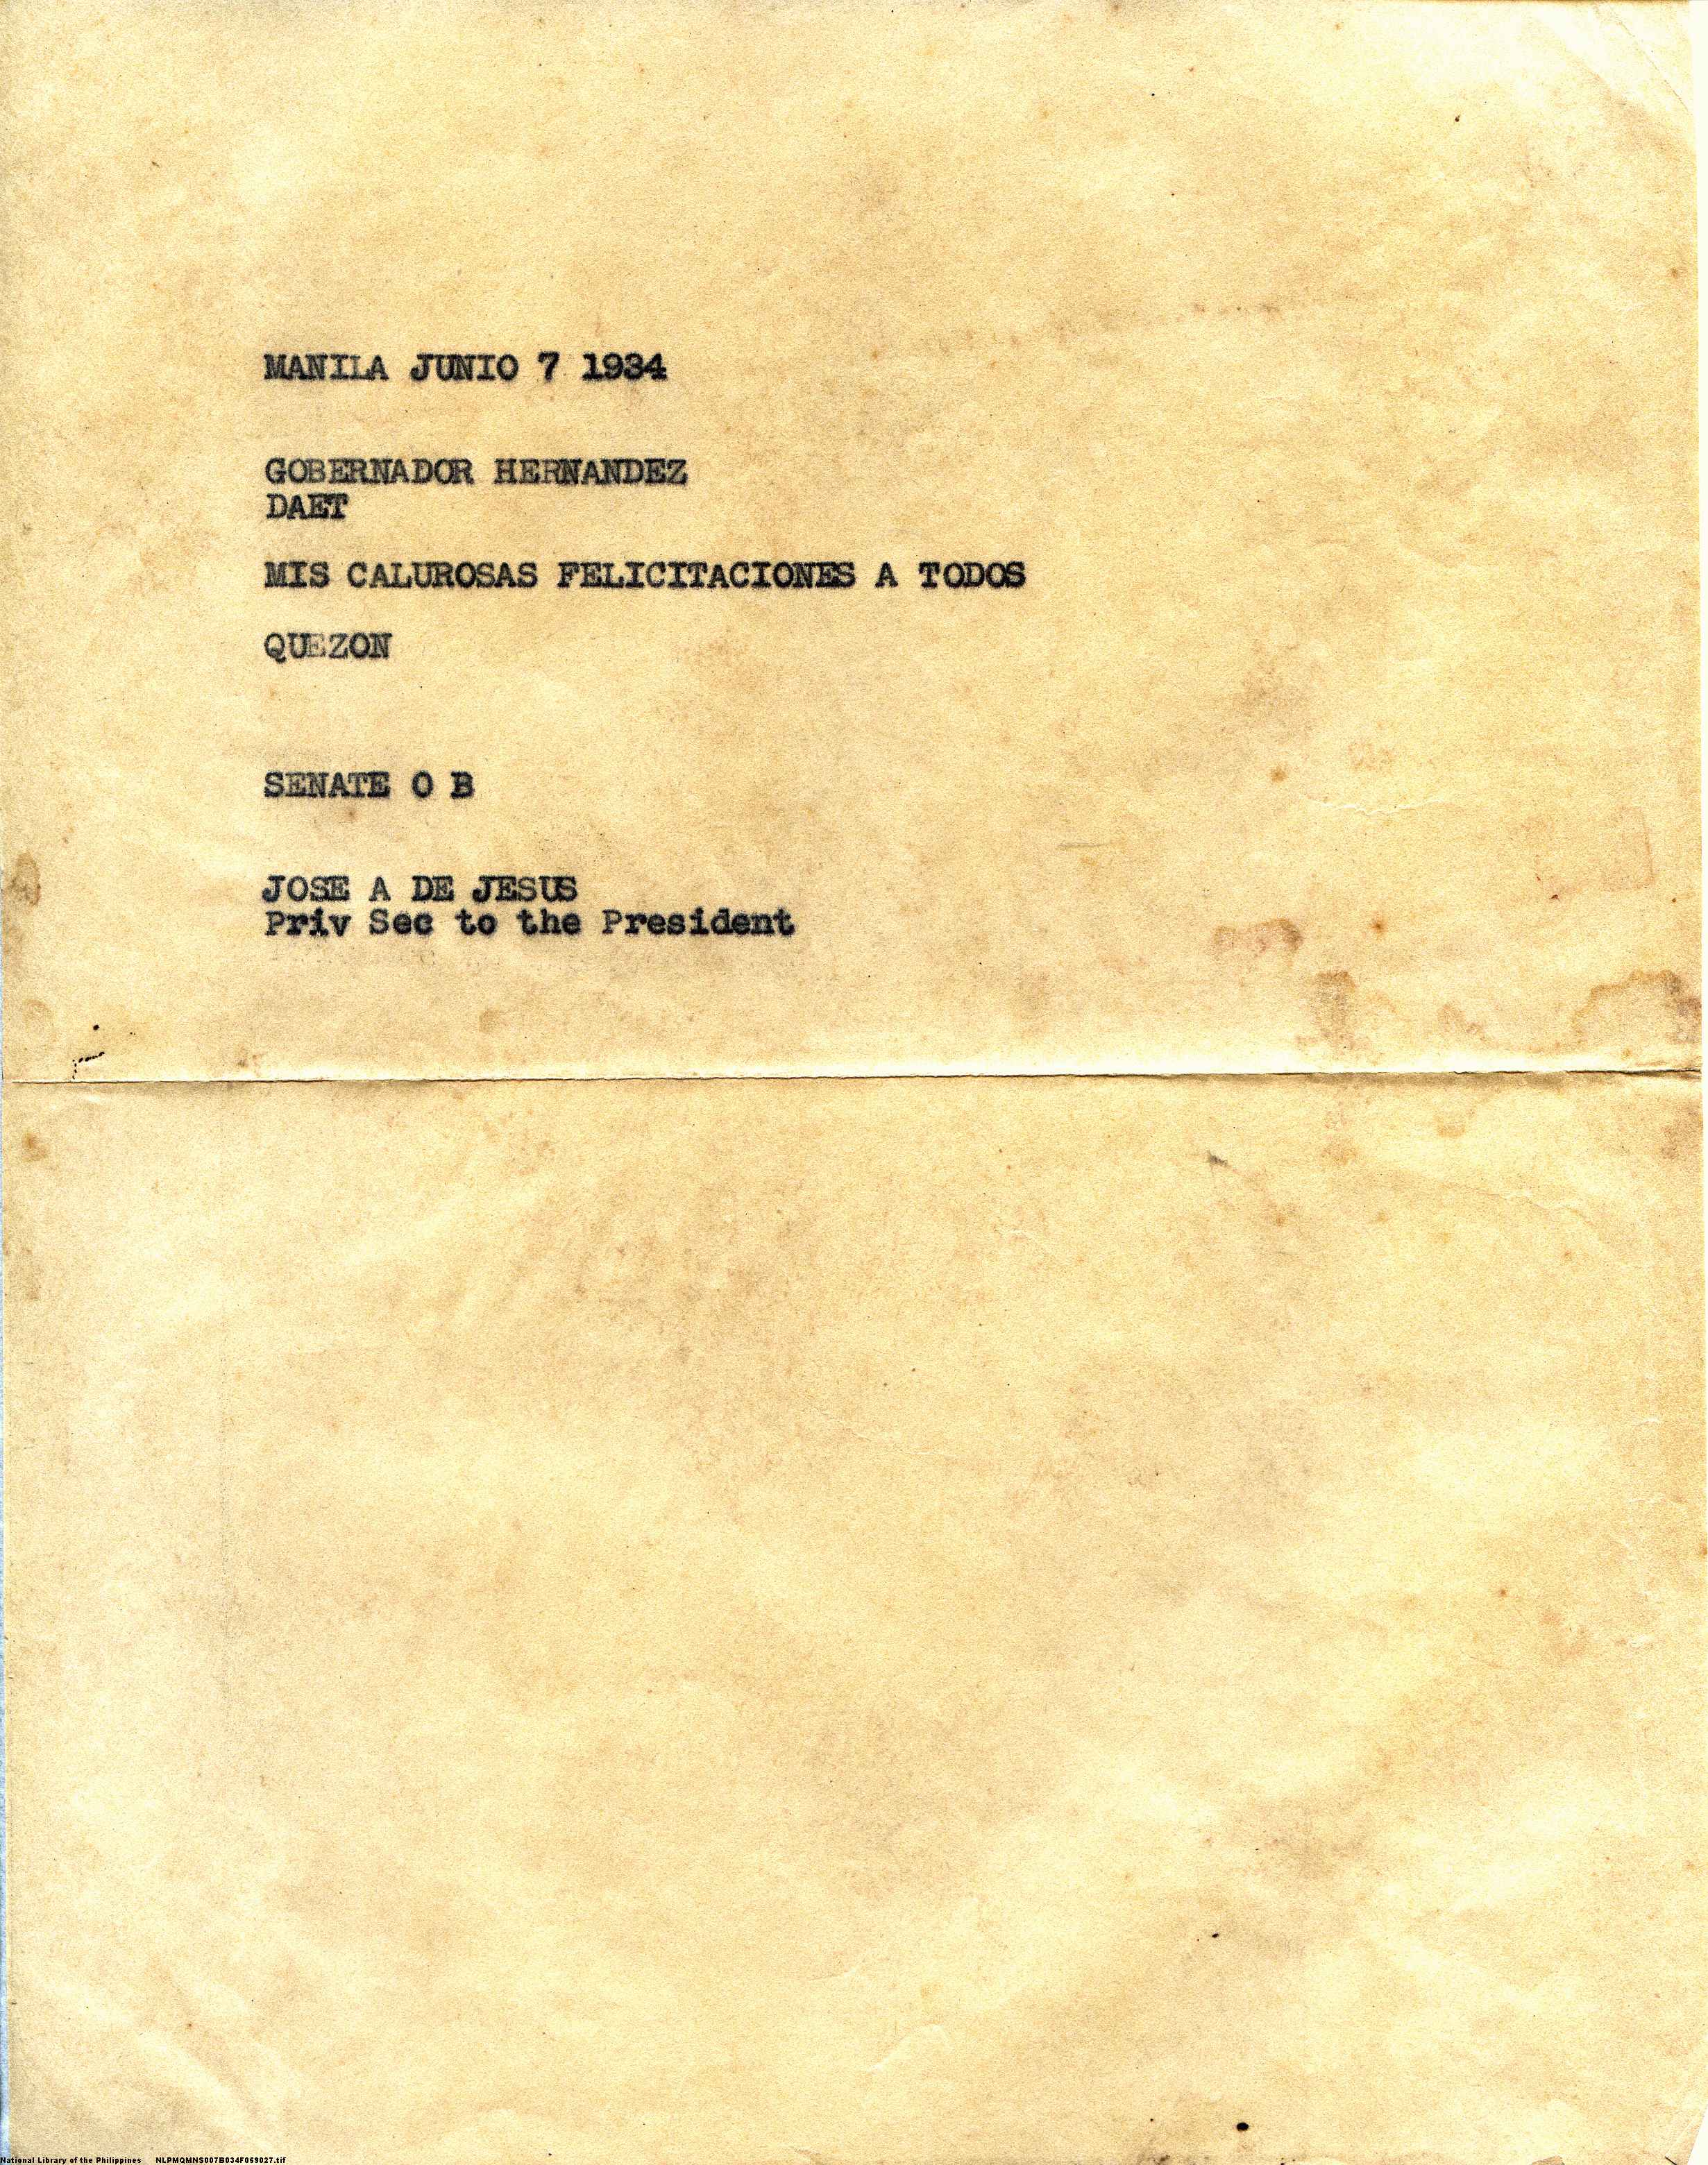 MANILA JUNIO 7 1934
GOBERNADOR HERNANDEZ
DAET
MIS CALUROSAS FELICITACIONES A TODOS
QUEZON
SENATE O B
JOSE A DE JESUS
Priv Sec to the President
National Library of the Philippines NLPMQMNS007B034F059027.tif